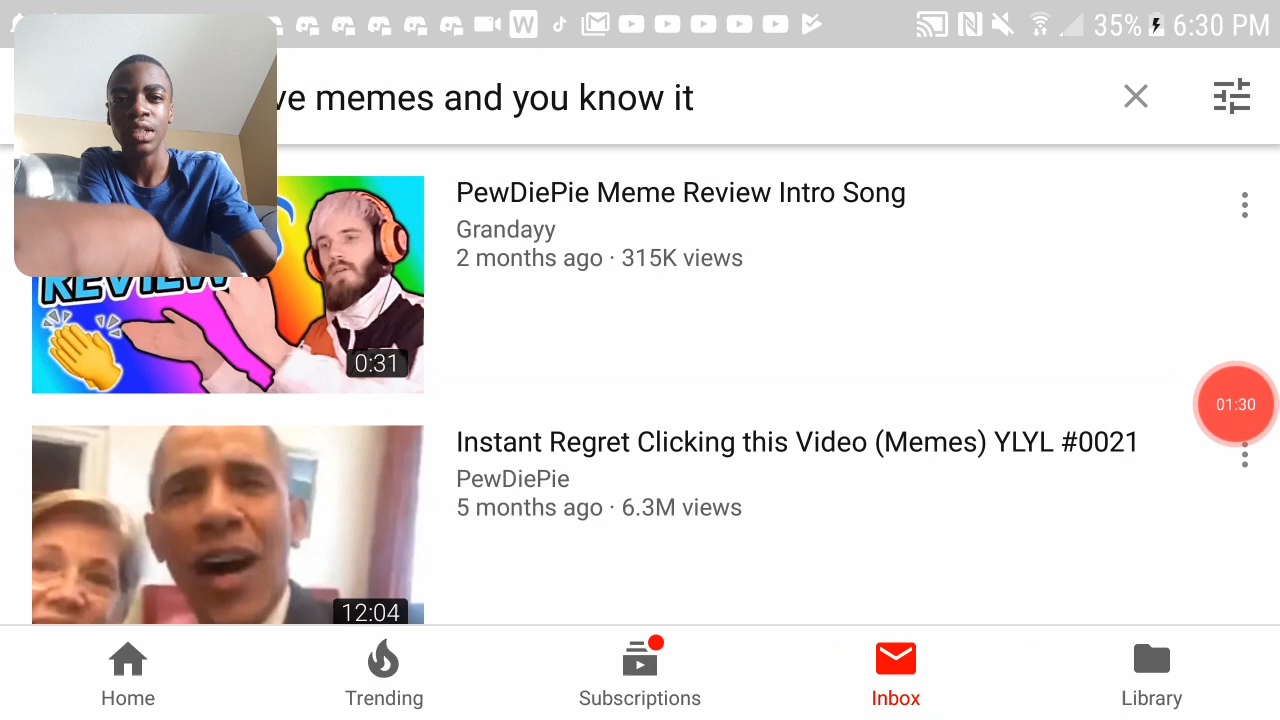 W 35% 6:30 PM
ve memes and you know it
PewDiePie Meme Review Intro Song
Grandayy
2 months ago · 315K views
REVIEW
0:31
01:30
Instant Regret Clicking this Video (Memes) YLYL #0021
PewDiePie
5 months ago · 6.3M views
12:04
Home Trending Subscriptions Inbox Library